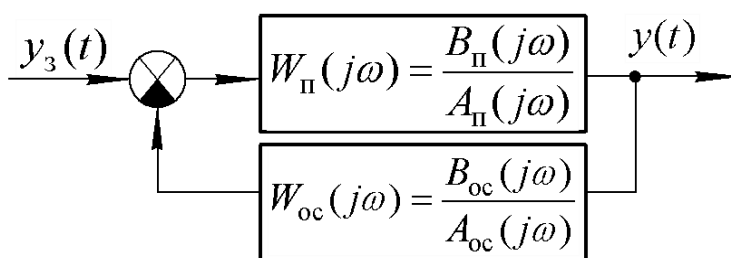 y_з(t)
W_п(jω) = B_п(jω) / A_п(jω)
y(t)
W_ос(jω) = B_ос(jω) / A_ос(jω)